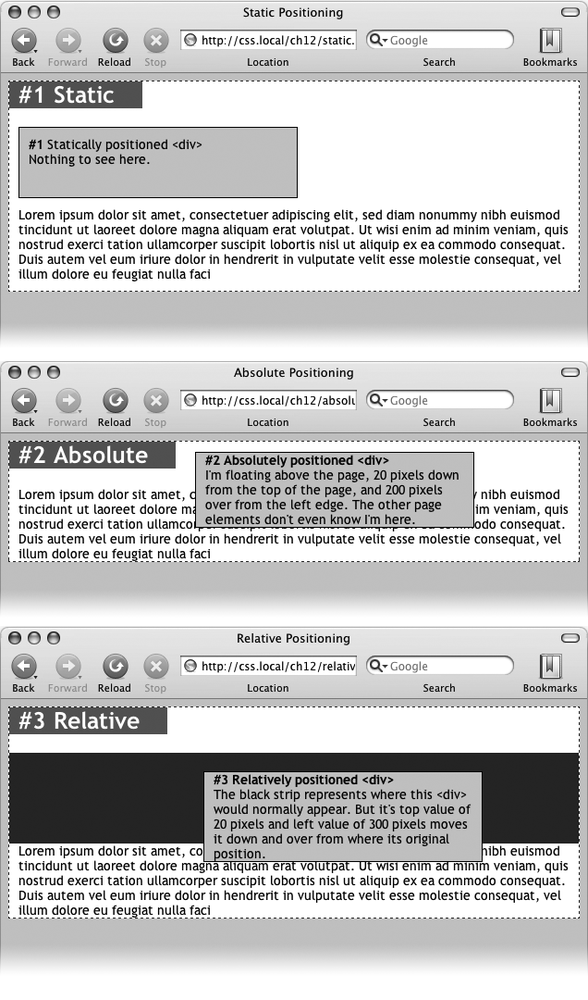 Static Positioning
http://css.local/ch12/static.
Google
Back Forward Reload Stop Location Search Bookmarks
#1 Static
#1 Statically positioned <div>
Nothing to see here.
Lorem ipsum dolor sit amet, consectetuer adipiscing elit, sed diam nonummy nibh euismod
tincidunt ut laoreet dolore magna aliquam erat volutpat. Ut wisi enim ad minim veniam, quis
nostrud exerci tation ullamcorper suscipit lobortis nisl ut aliquip ex ea commodo consequat.
Duis autem vel eum iriure dolor in hendrerit in vulputate velit esse molestie consequat, vel
illum dolore eu feugiat nulla faci
Absolute Positioning
http://css.local/ch12/absolu
Google
Back Forward Reload Stop Location Search Bookmarks
#2 Absolute
#2 Absolutely positioned <div>
I'm floating above the page, 20 pixels down
from the top of the page, and 200 pixels
over from the left edge. The other page
elements don't even know I'm here.
Lorem ipsum dolor sit amet, c nonummy nibh euismod
tincidunt ut laoreet dolore ma im veniam, quis
nostrud exerci tation ullamcor odo consequat.
Duis autem vel eum iriure dolor in hendrerit in vulputate velit esse molestie consequat, vel
illum dolore eu feugiat nulla faci
Relative Positioning
http://css.local/ch12/relativ
Google
Back Forward Reload Stop Location Search Bookmarks
#3 Relative
#3 Relatively positioned <div>
The black strip represents where this <div>
would normally appear. But it's top value of
20 pixels and left value of 300 pixels moves
it down and over from where its original
position.
Lorem ipsum dolor sit amet, co nonummy nibh euismod
tincidunt ut laoreet dolore magna aliquam erat volutpat. Ut wisi enim ad minim veniam, quis
nostrud exerci tation ullamcorper suscipit lobortis nisl ut aliquip ex ea commodo consequat.
Duis autem vel eum iriure dolor in hendrerit in vulputate velit esse molestie consequat, vel
illum dolore eu feugiat nulla faci